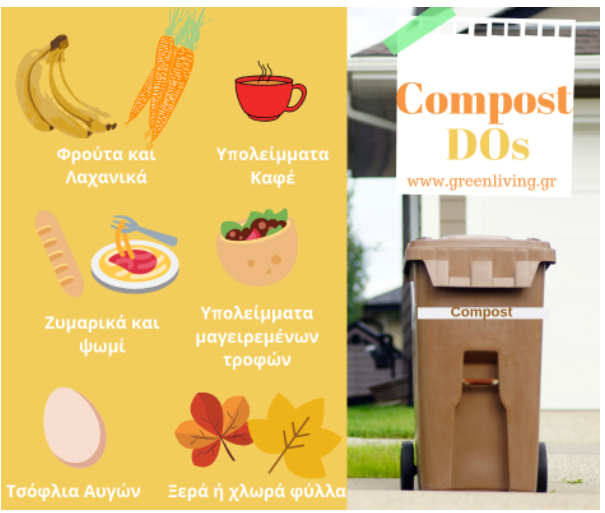 Φρούτα και
Λαχανικά
Υπολείμματα
Καφέ
Ζυμαρικά και
ψωμί
Υπολείμματα
μαγειρεμένων
τροφών
Τσόφλια Αυγών
Ξερά ή χλωρά φύλλα
Compost
DOs
www.greenliving.gr
Compost